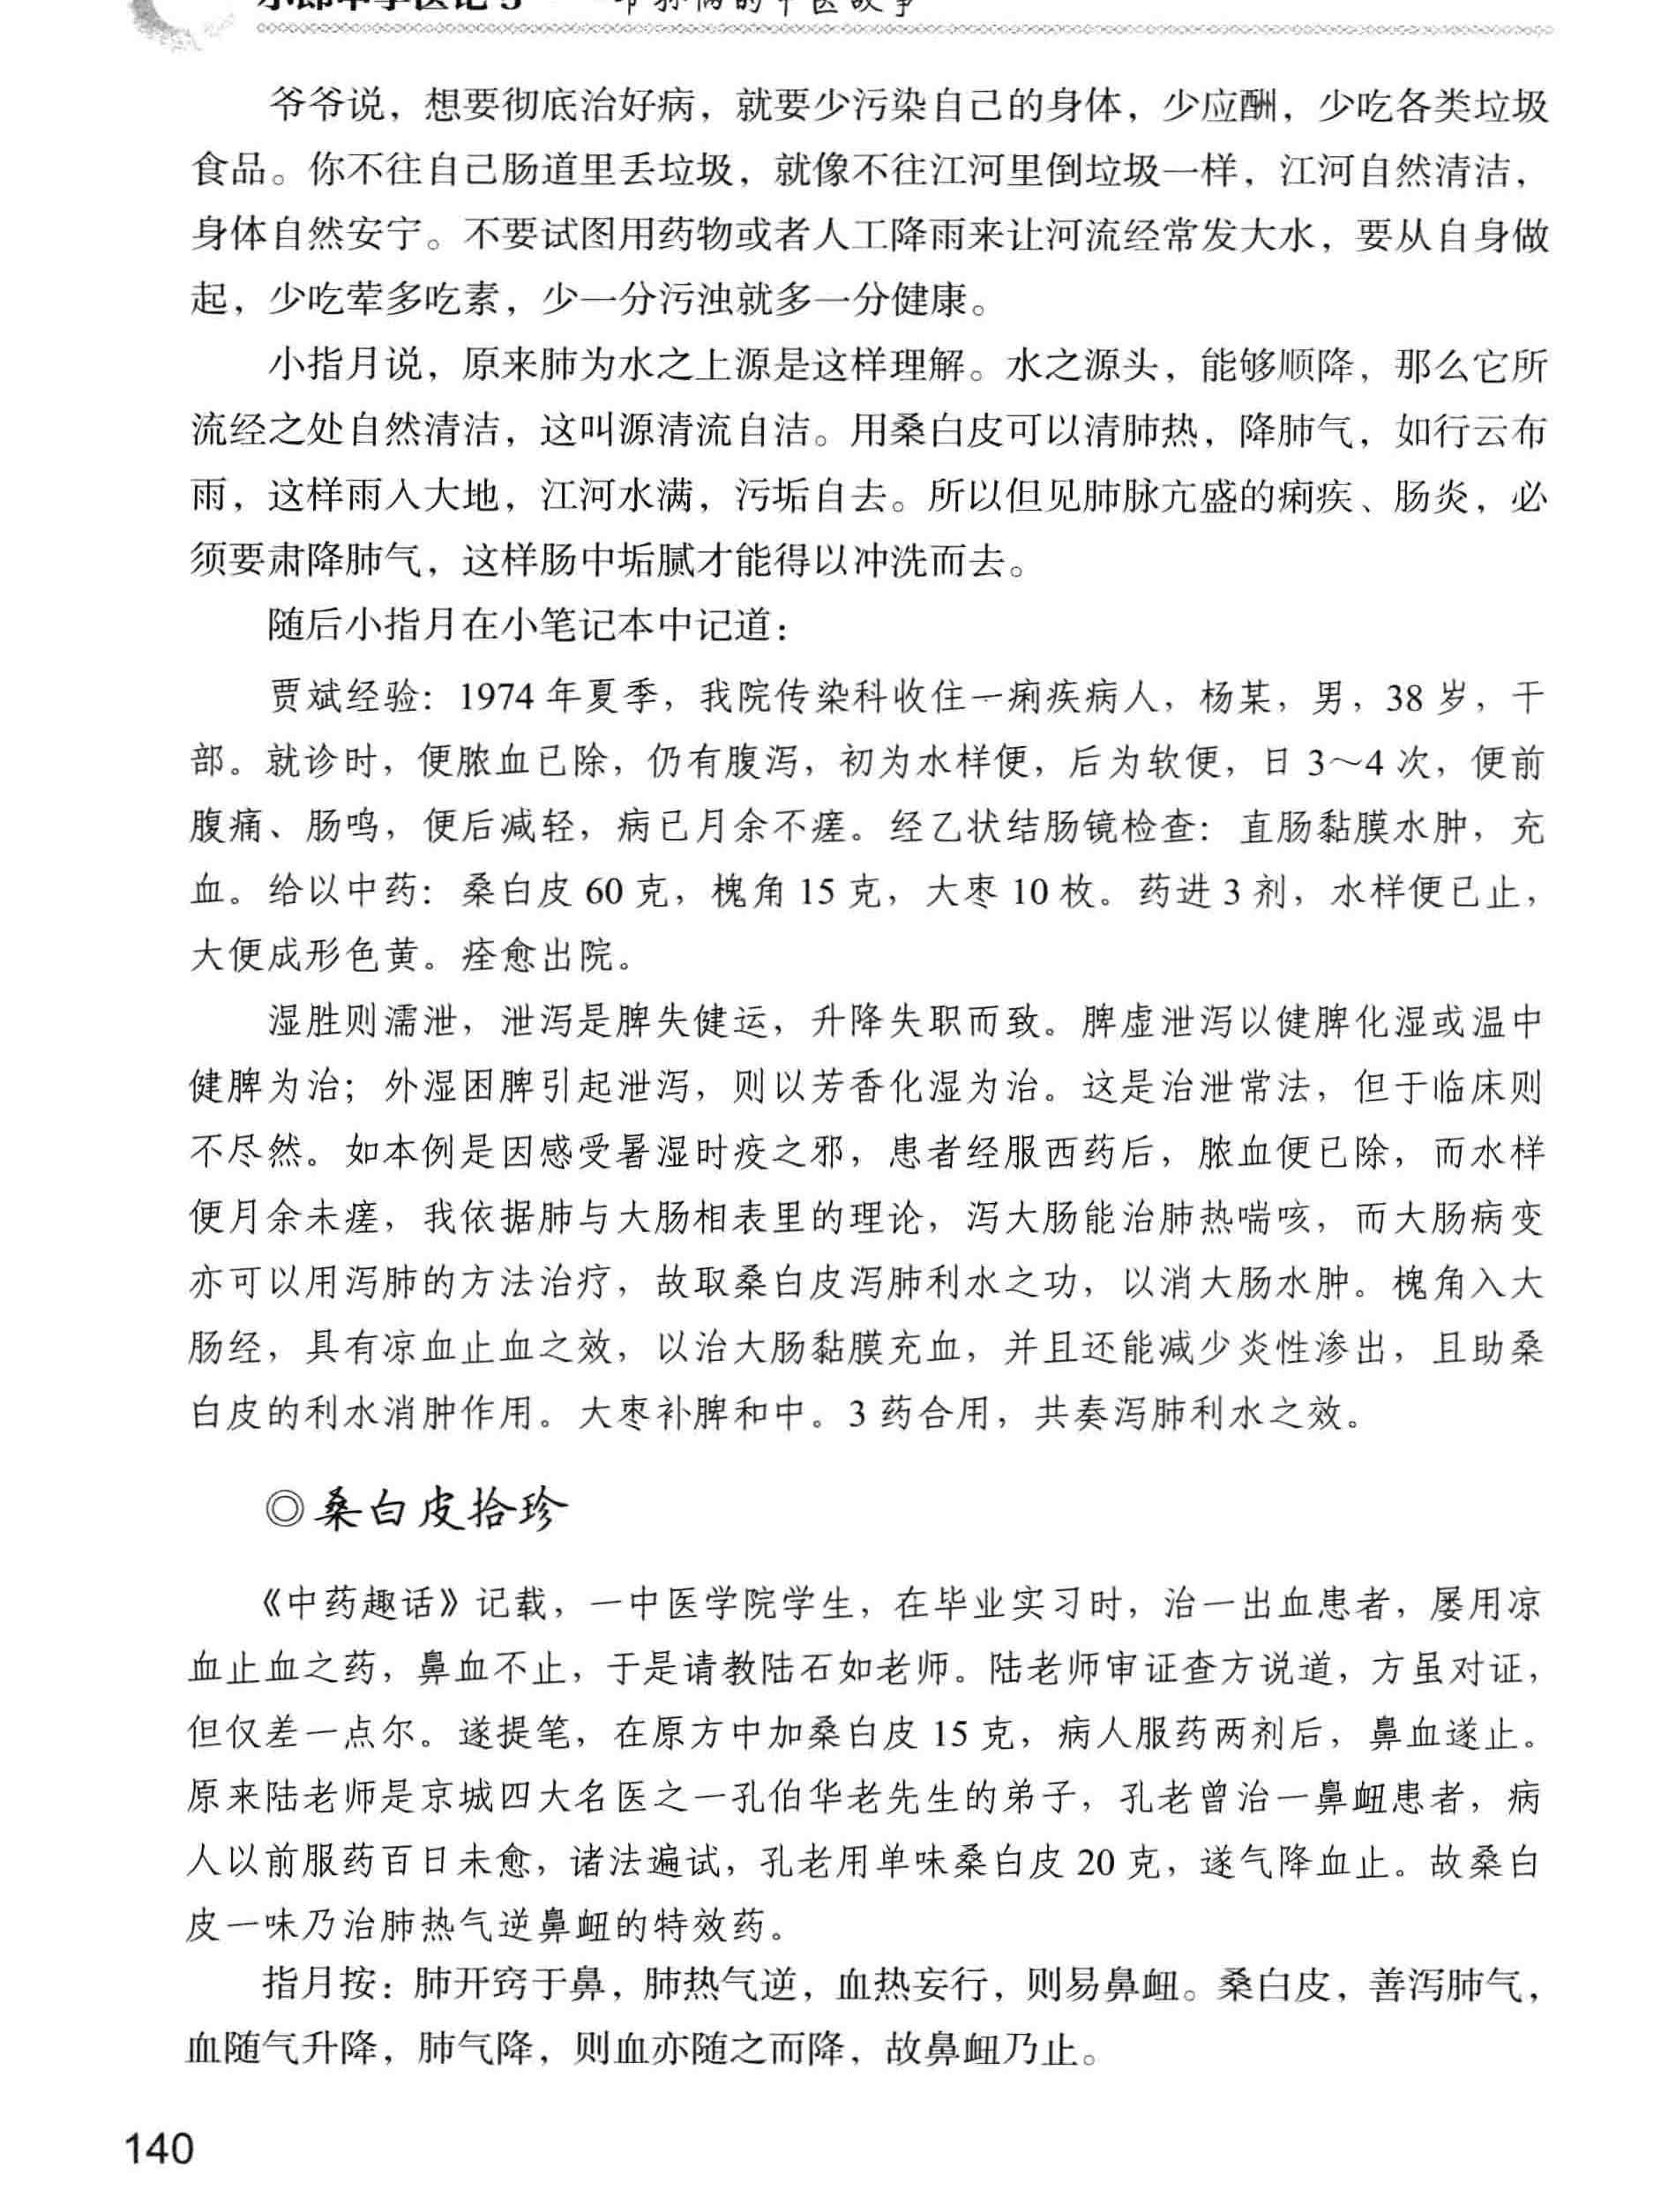 爷爷说，想要彻底治好病，就要少污染自己的身体，少应酬，少吃各类垃圾
食品。你不往自己肠道里丢垃圾，就像不往江河里倒垃圾一样，江河自然清洁，
身体自然安宁。不要试图用药物或者人工降雨来让河流经常发大水，要从自身做
起，少吃荤多吃素，少一分污浊就多一分健康。
小指月说，原来肺为水之上源是这样理解。水之源头，能够顺降，那么它所
流经之处自然清洁，这叫源清流自洁。用桑白皮可以清肺热，降肺气，如行云布
雨，这样雨入大地，江河水满，污垢自去。所以但见肺脉亢盛的痢疾、肠炎，必
须要肃降肺气，这样肠中垢腻才能得以冲洗而去。
随后小指月在小笔记本中记道：
贾斌经验：1974 年夏季，我院传染科收住一痢疾病人，杨某，男，38 岁，干
部。就诊时，便脓血已除，仍有腹泻，初为水样便，后为软便，日 3～4 次，便前
腹痛、肠鸣，便后减轻，病已月余不瘥。经乙状结肠镜检查：直肠黏膜水肿，充
血。给以中药：桑白皮 60 克，槐角 15 克，大枣 10 枚。药进 3 剂，水样便已止，
大便成形色黄。痊愈出院。
湿胜则濡泄，泄泻是脾失健运，升降失职而致。脾虚泄泻以健脾化湿或温中
健脾为治；外湿困脾引起泄泻，则以芳香化湿为治。这是治泄常法，但于临床则
不尽然。如本例是因感受暑湿时疫之邪，患者经服西药后，脓血便已除，而水样
便月余未瘥，我依据肺与大肠相表里的理论，泻大肠能治肺热喘咳，而大肠病变
亦可以用泻肺的方法治疗，故取桑白皮泻肺利水之功，以消大肠水肿。槐角入大
肠经，具有凉血止血之效，以治大肠黏膜充血，并且还能减少炎性渗出，且助桑
白皮的利水消肿作用。大枣补脾和中。3 药合用，共奏泻肺利水之效。
◎桑白皮拾珍
《中药趣话》记载，一中医学院学生，在毕业实习时，治一出血患者，屡用凉
血止血之药，鼻血不止，于是请教陆石如老师。陆老师审证查方说道，方虽对证，
但仅差一点尔。遂提笔，在原方中加桑白皮 15 克，病人服药两剂后，鼻血遂止。
原来陆老师是京城四大名医之一孔伯华老先生的弟子，孔老曾治一鼻衄患者，病
人以前服药百日未愈，诸法遍试，孔老用单味桑白皮 20 克，遂气降血止。故桑白
皮一味乃治肺热气逆鼻衄的特效药。
指月按：肺开窍于鼻，肺热气逆，血热妄行，则易鼻衄。桑白皮，善泻肺气，
血随气升降，肺气降，则血亦随之而降，故鼻衄乃止。
140